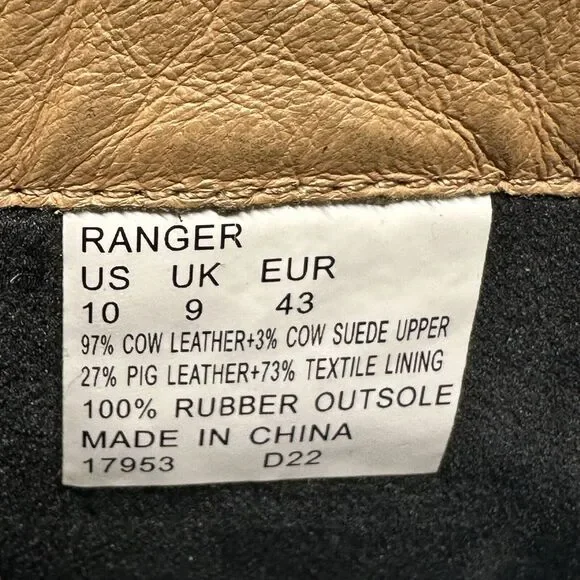 RANGER
US UK EUR
10 9 43
97% COW LEATHER+3% COW SUEDE UPPER
27% PIG LEATHER+73% TEXTILE LINING
100% RUBBER OUTSOLE
MADE IN CHINA
17953 D22